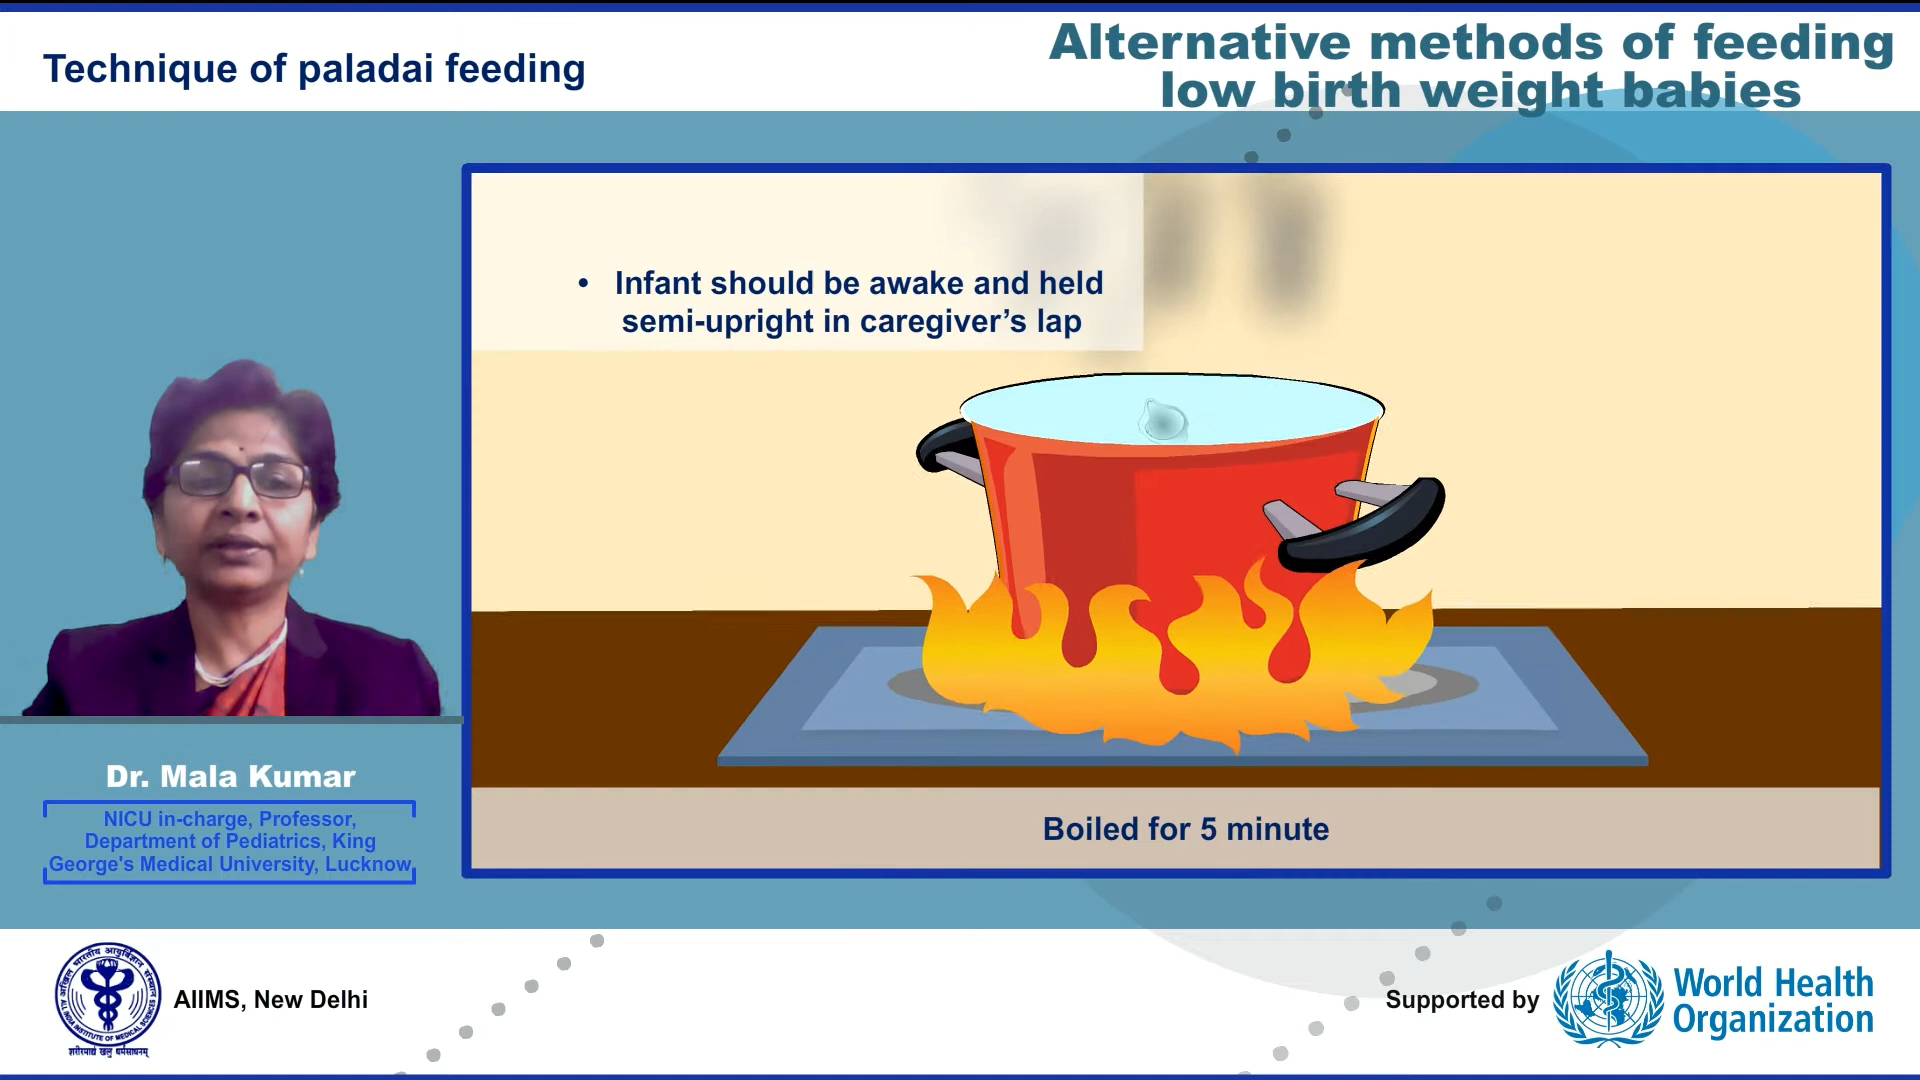 Technique of paladai feeding
Alternative methods of feeding
low birth weight babies
• Infant should be awake and held
semi-upright in caregiver’s lap
Boiled for 5 minute
Dr. Mala Kumar
NICU in-charge, Professor,
Department of Pediatrics, King
George's Medical University, Lucknow
AIIMS, New Delhi
Supported by
World Health
Organization